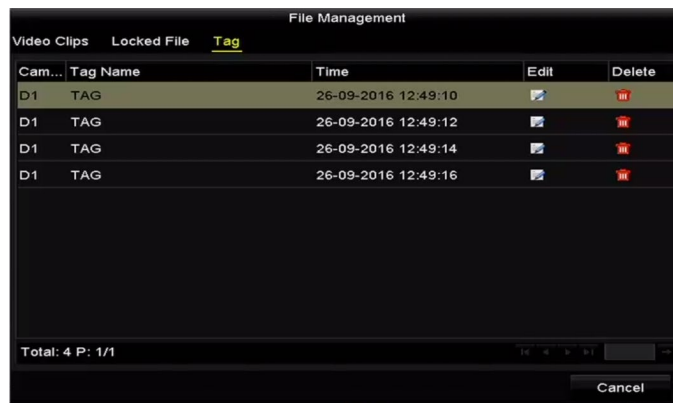 File Management
Video Clips Locked File Tag
Cam... Tag Name Time Edit Delete
D1 TAG 26-09-2016 12:49:10
D1 TAG 26-09-2016 12:49:12
D1 TAG 26-09-2016 12:49:14
D1 TAG 26-09-2016 12:49:16
Total: 4 P: 1/1
Cancel